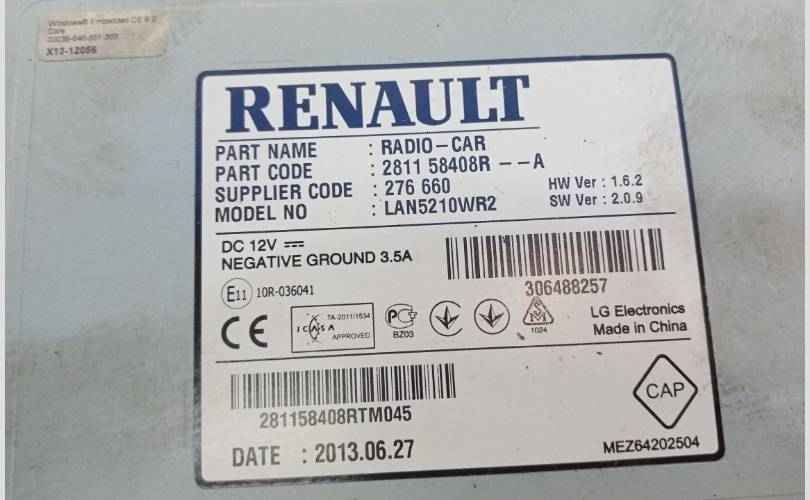 Windows® Embedded CE 6.0
Core
X13-12056
RENAULT
PART NAME : RADIO-CAR
PART CODE : 2811 58408R --A
SUPPLIER CODE : 276 660
HW Ver : 1.6.2
MODEL NO : LAN5210WR2
SW Ver : 2.0.9
DC 12V
NEGATIVE GROUND 3.5A
306488257
E11 10R-036041
LG Electronics
Made in China
CE
ICASA
TA-2011/1534
APPROVED
PCT
BZ03
1024
281158408RTM045
CAP
DATE : 2013.06.27
MEZ64202504